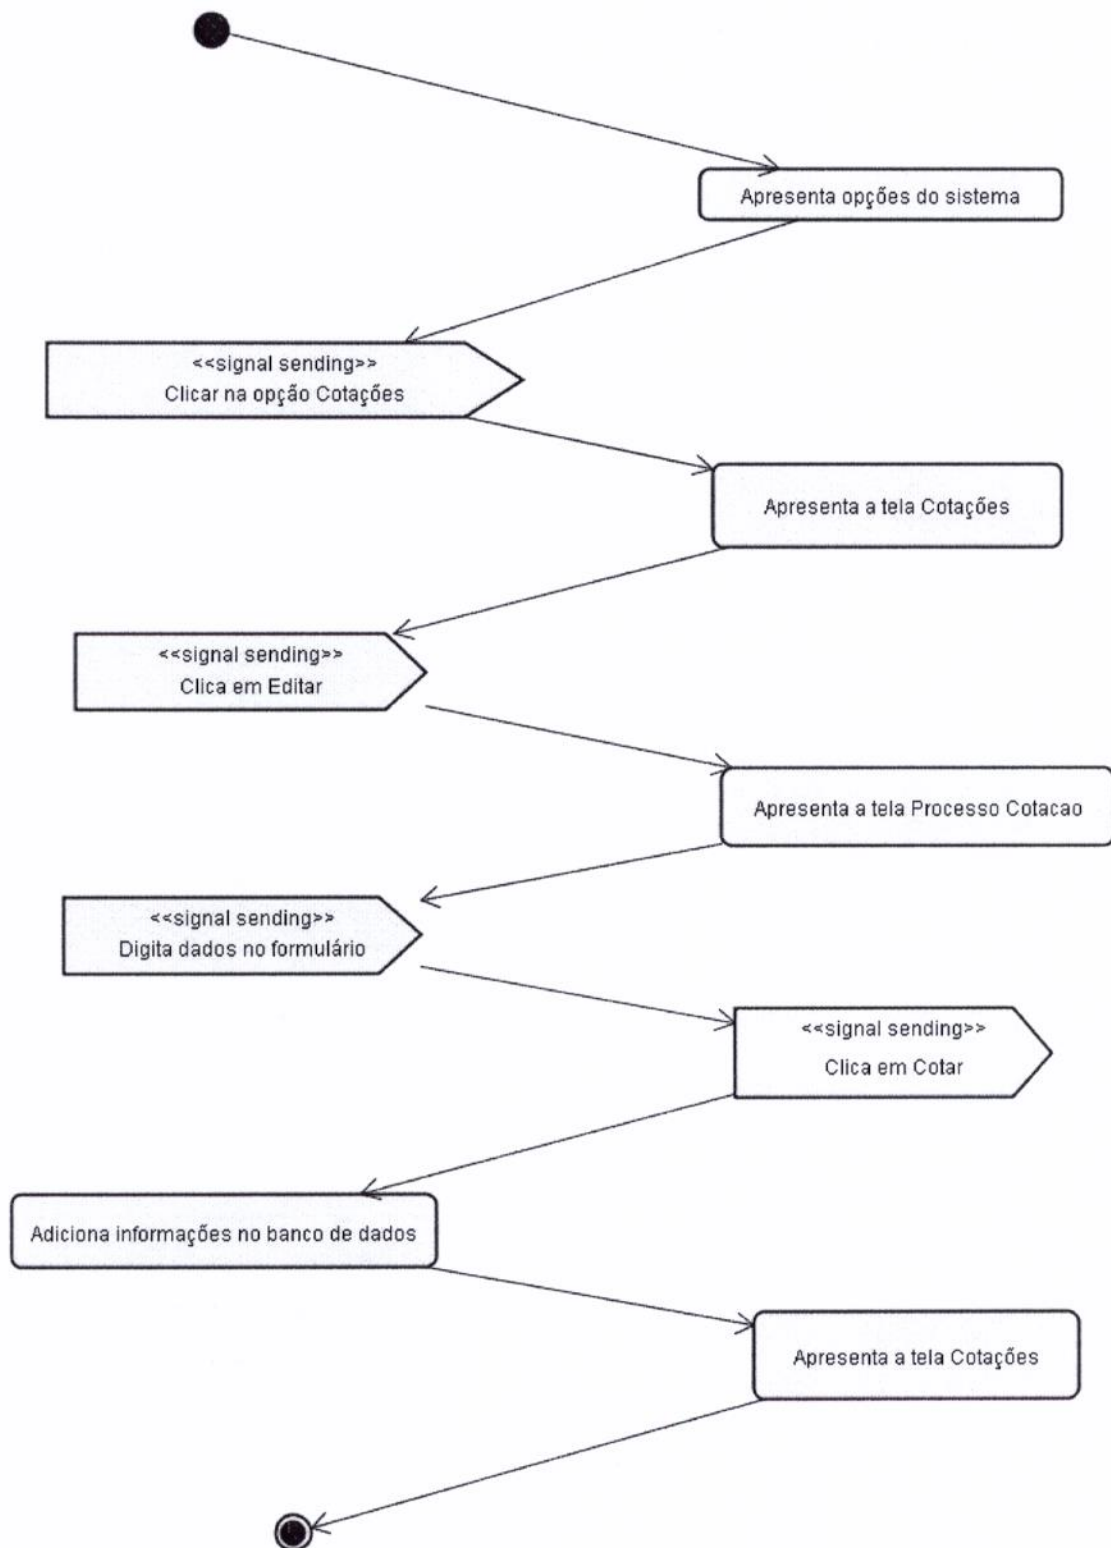 Apresenta opções do sistema
<<signal sending>>
Clicar na opção Cotações
Apresenta a tela Cotações
<<signal sending>>
Clica em Editar
Apresenta a tela Processo Cotacao
<<signal sending>>
Digita dados no formulário
<<signal sending>>
Clica em Cotar
Adiciona informações no banco de dados
Apresenta a tela Cotações